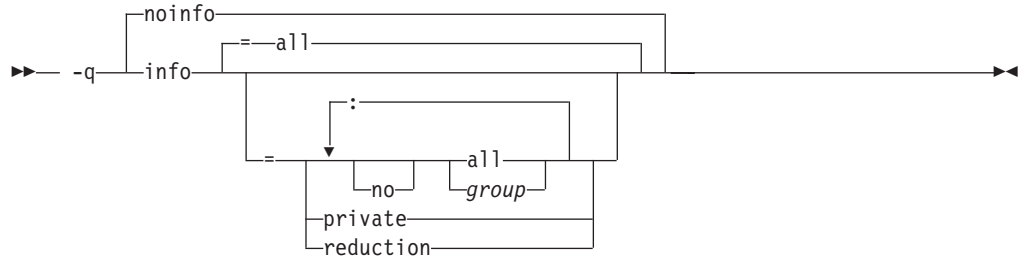 noinfo
= all
-q info
:
= all
no group
private
reduction